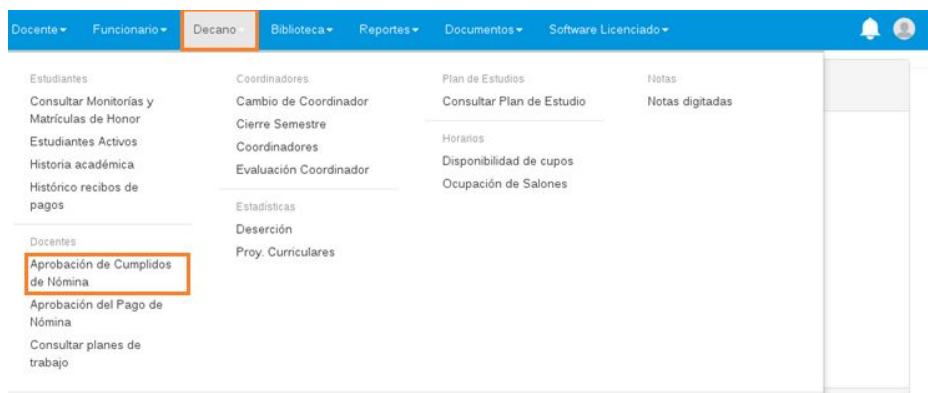 Docente Funcionario Decano Biblioteca Reportes Documentos Software Licenciado
Estudiantes
Consultar Monitorías y
Matrículas de Honor
Estudiantes Activos
Historia académica
Histórico recibos de
pagos
Docentes
Aprobación de Cumplidos
de Nómina
Aprobación del Pago de
Nómina
Consultar planes de
trabajo
Coordinadores
Cambio de Coordinador
Cierre Semestre
Coordinadores
Evaluación Coordinador
Estadísticas
Deserción
Proy. Curriculares
Plan de Estudios
Consultar Plan de Estudio
Horarios
Disponibilidad de cupos
Ocupación de Salones
Notas
Notas digitadas